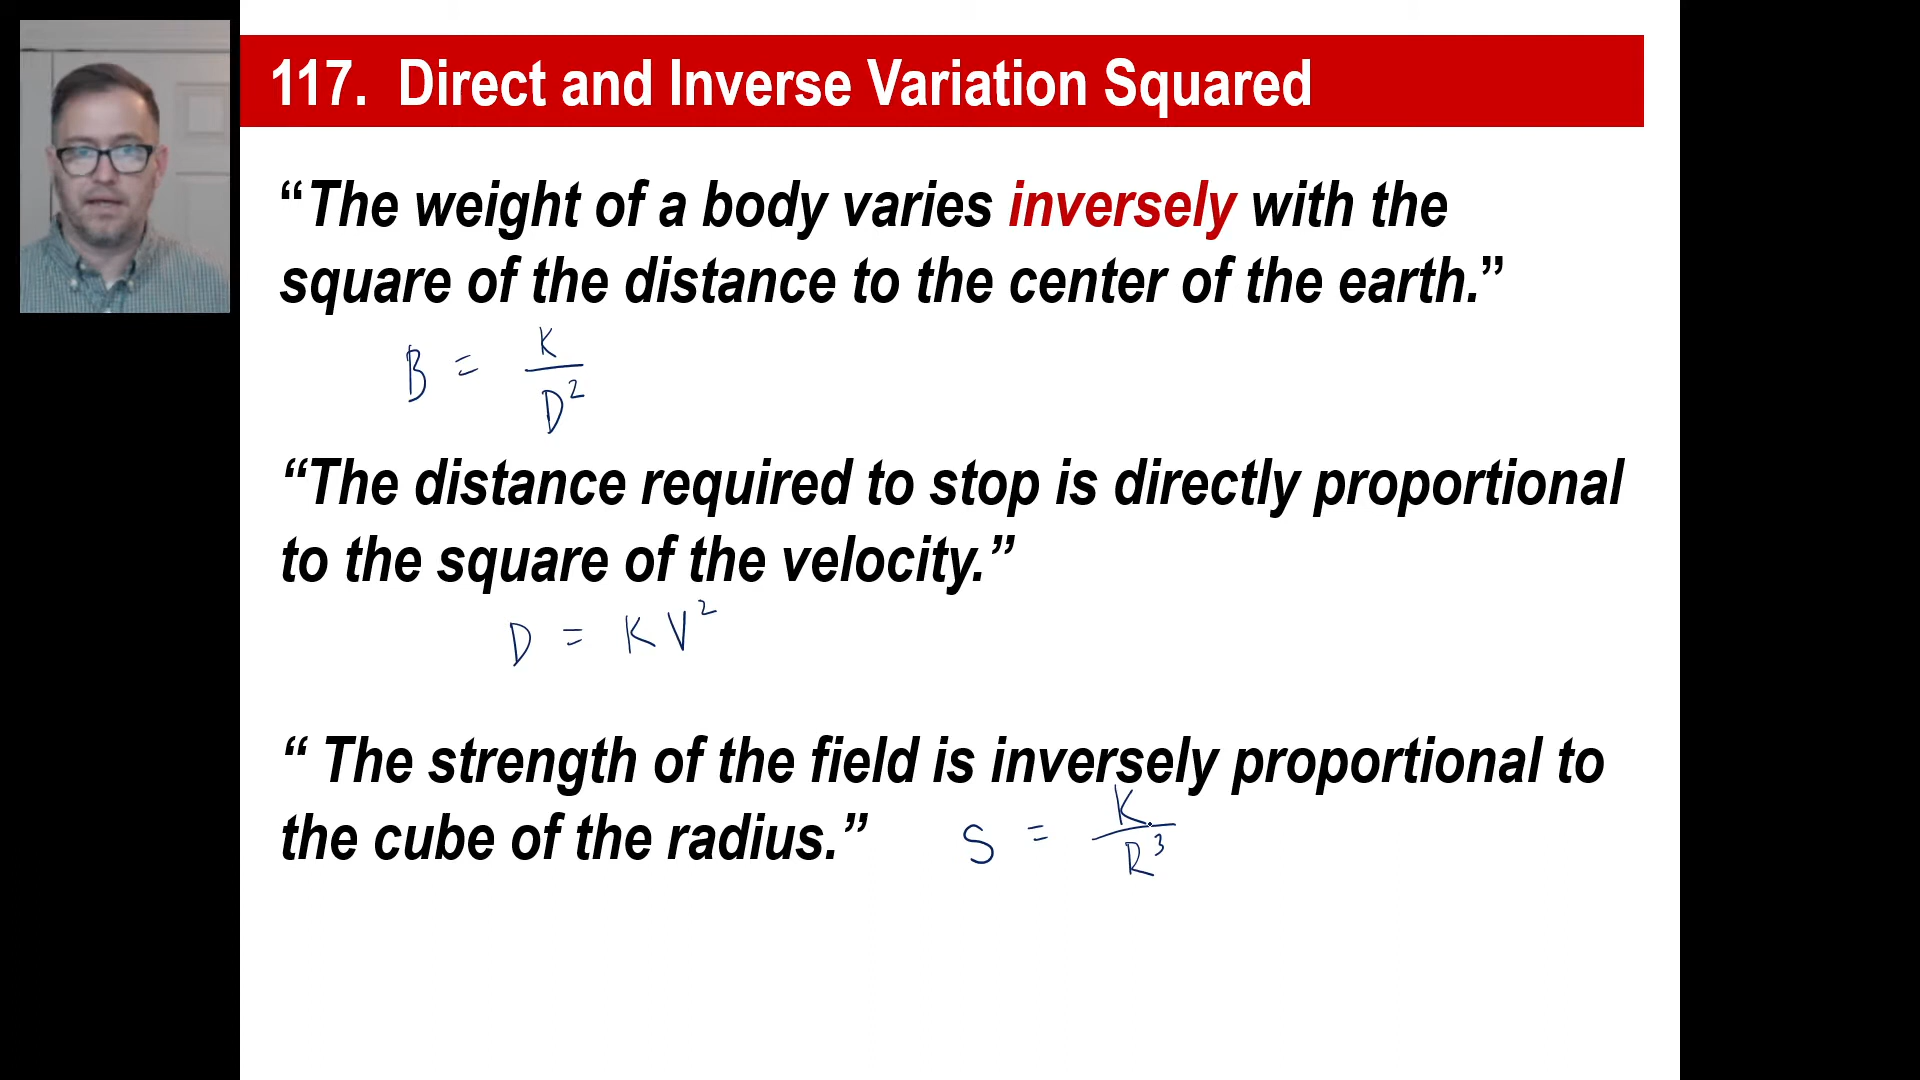 117. Direct and Inverse Variation Squared
“The weight of a body varies inversely with the
square of the distance to the center of the earth.”
B = K / D²
“The distance required to stop is directly proportional
to the square of the velocity.”
D = KV²
“ The strength of the field is inversely proportional to
the cube of the radius.” S = K / R³